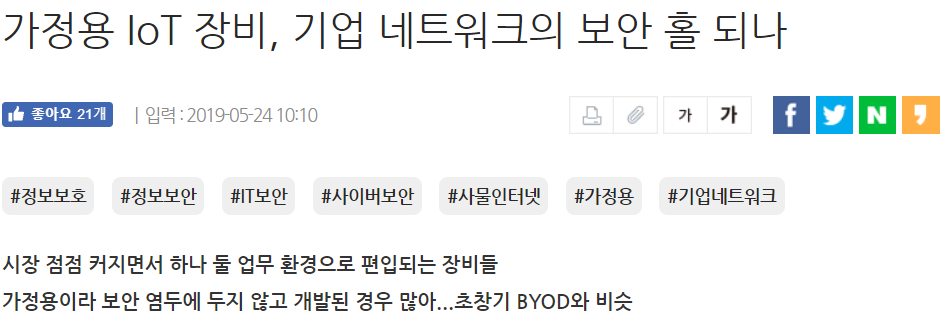 가정용 IoT 장비, 기업 네트워크의 보안 홀 되나
좋아요 21개 | 입력 : 2019-05-24 10:10 가 가 f N
#정보보호 #정보보안 #IT보안 #사이버보안 #사물인터넷 #가정용 #기업네트워크
시장 점점 커지면서 하나 둘 업무 환경으로 편입되는 장비들
가정용이라 보안 염두에 두지 않고 개발된 경우 많아...초창기 BYOD와 비슷